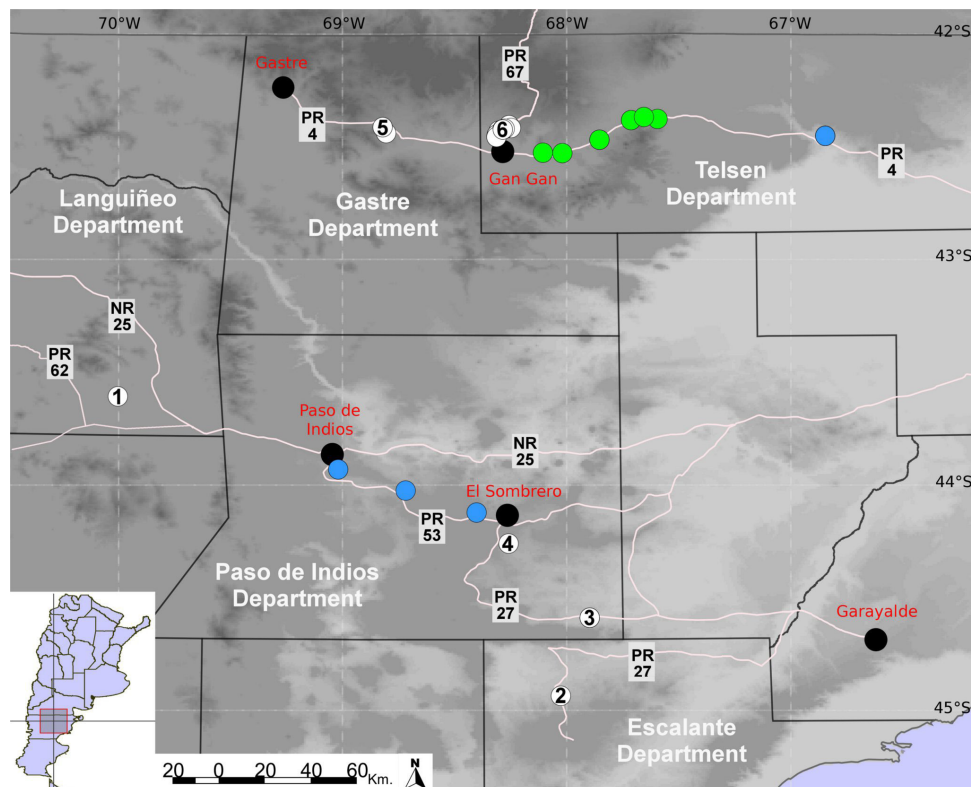 70°W 69°W 68°W 67°W
42°S
PR
67
Gastre
5
6
PR
4
Gan Gan
PR
4
Telsen
Department
Languiñeo
Department
Gastre
Department
43°S
NR
25
PR
62
1
Paso de
Indios
NR
25
El Sombrero
44°S
PR
53
4
Paso de Indios
Department
PR
27
3
Garayalde
PR
27
2
45°S
Escalante
Department
20 0 20 40 60
Km.
N